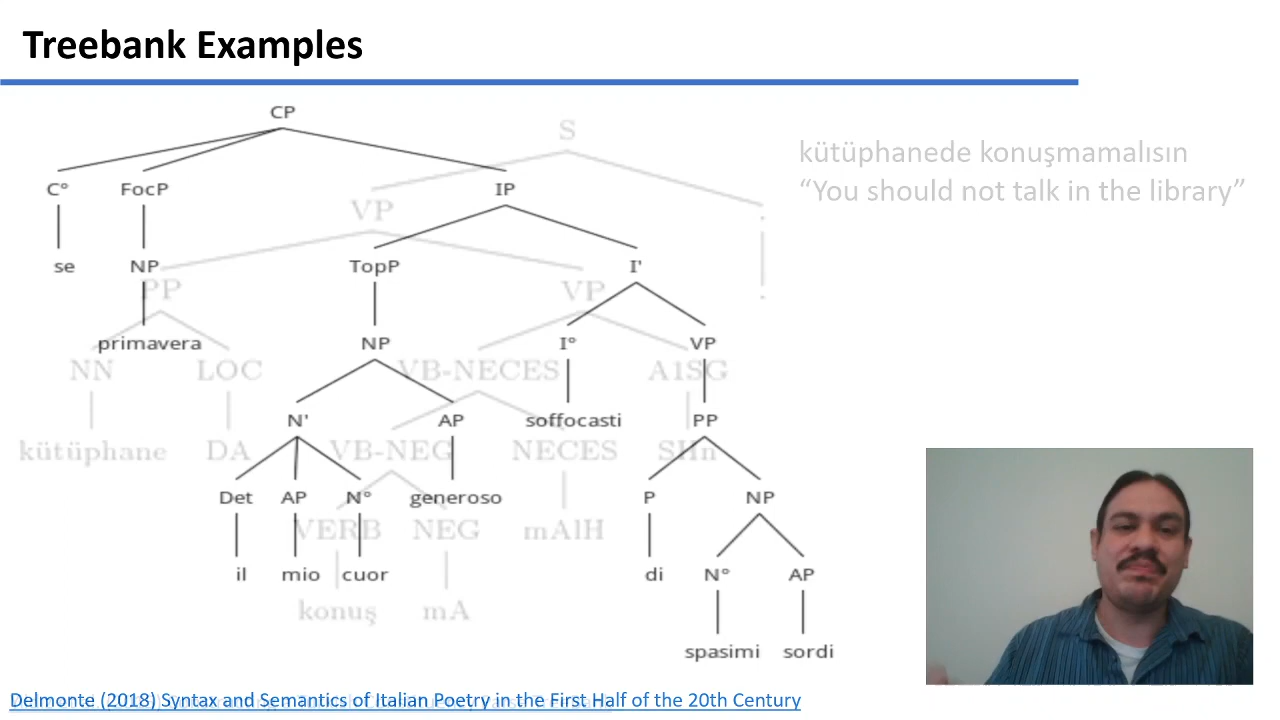 Treebank Examples
CP
S
kütüphanede konuşmamalısın
“You should not talk in the library”
C° FocP IP
VP
se NP TopP I'
PP VP
primavera NP I° VP
NN LOC VB-NECES A1SG
N' AP soffocasti PP
kütüphane DA VB-NEG NECES SHn
Det AP N° generoso P NP
VERB NEG mAlH
il mio cuor di N° AP
konuş mA
spasimi sordi
Delmonte (2018) Syntax and Semantics of Italian Poetry in the First Half of the 20th Century